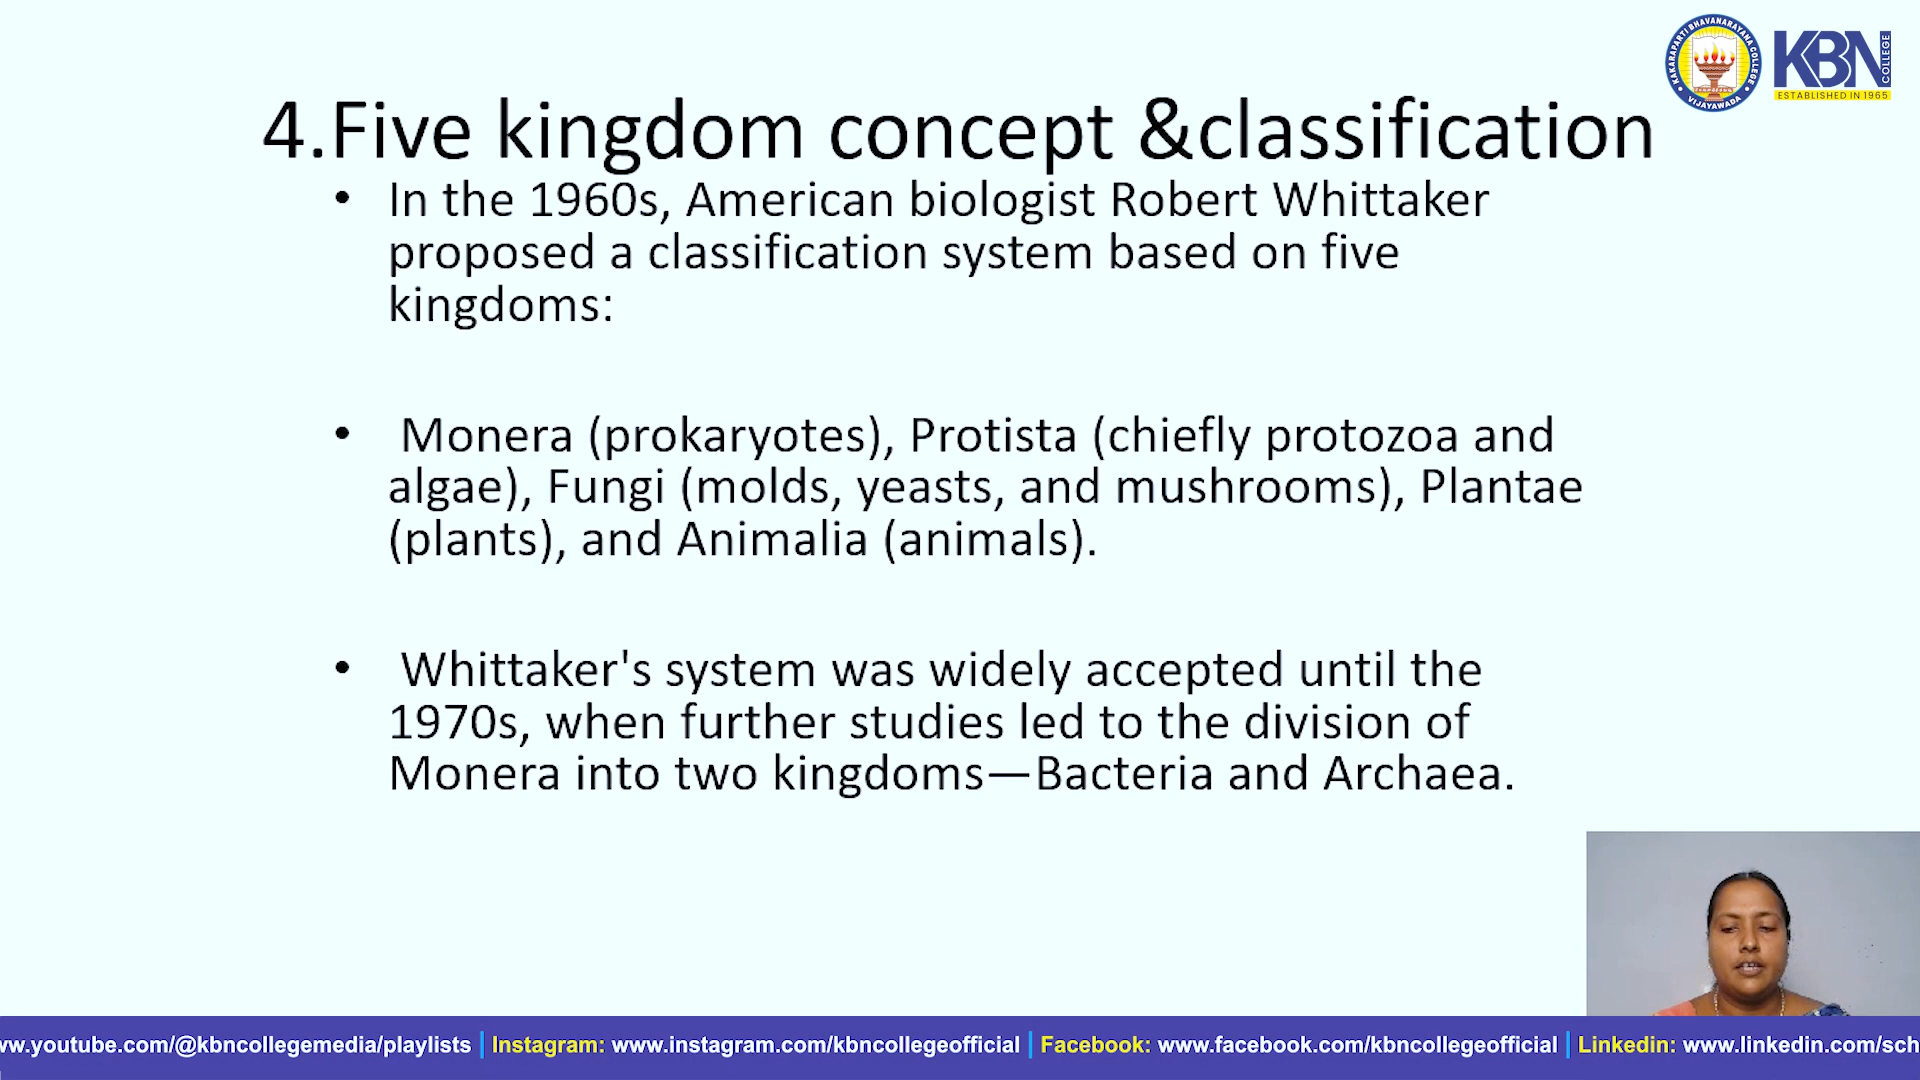 KAKARAPARTI BHAVANARAYANA COLLEGE
VIJAYAWADA
KBN
COLLEGE
ESTABLISHED IN 1965
4.Five kingdom concept &classification
• In the 1960s, American biologist Robert Whittaker
proposed a classification system based on five
kingdoms:
• Monera (prokaryotes), Protista (chiefly protozoa and
algae), Fungi (molds, yeasts, and mushrooms), Plantae
(plants), and Animalia (animals).
• Whittaker's system was widely accepted until the
1970s, when further studies led to the division of
Monera into two kingdoms—Bacteria and Archaea.
ww.youtube.com/@kbncollegemedia/playlists | Instagram: www.instagram.com/kbncollegeofficial | Facebook: www.facebook.com/kbncollegeofficial | Linkedin: www.linkedin.com/sch